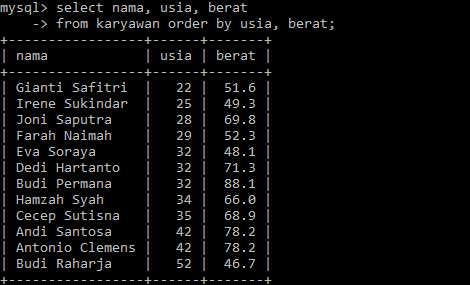 mysql> select nama, usia, berat
    -> from karyawan order by usia, berat;
+-----------------+------+-------+
| nama            | usia | berat |
+-----------------+------+-------+
| Gianti Safitri  |   22 |  51.6 |
| Irene Sukindar  |   25 |  49.3 |
| Joni Saputra    |   28 |  69.8 |
| Farah Naimah    |   29 |  52.3 |
| Eva Soraya      |   32 |  48.1 |
| Dedi Hartanto   |   32 |  71.3 |
| Budi Permana    |   32 |  88.1 |
| Hamzah Syah     |   34 |  66.0 |
| Cecep Sutisna   |   35 |  68.9 |
| Andi Santosa    |   42 |  78.2 |
| Antonio Clemens |   42 |  78.2 |
| Budi Raharja    |   52 |  46.7 |
+-----------------+------+-------+